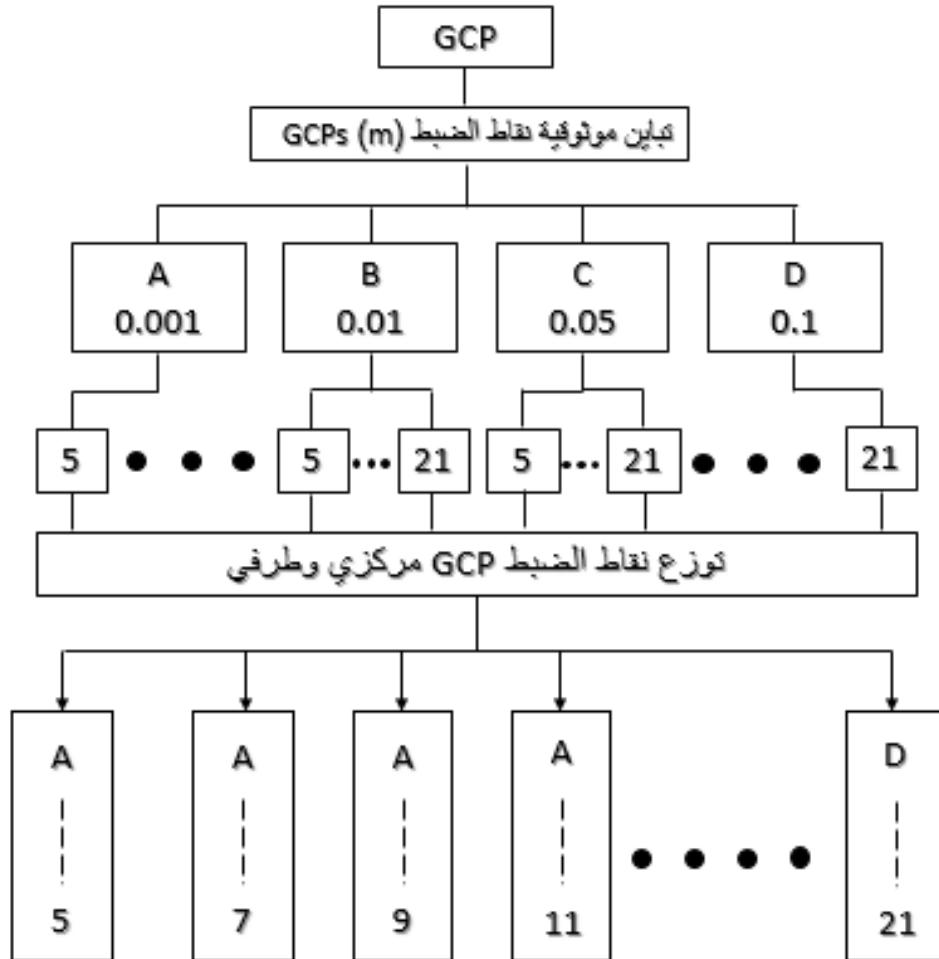 GCP
تباين موثوقية نقاط الضبط GCPs (m)
A B C D
0.001 0.01 0.05 0.1
5 ● ● ● 5 ... 21 5 ... 21 ● ● ● 21
توزع نقاط الضبط GCP مركزي وطرفي
A A A A D
5 7 9 11 ● ● ● ● 21